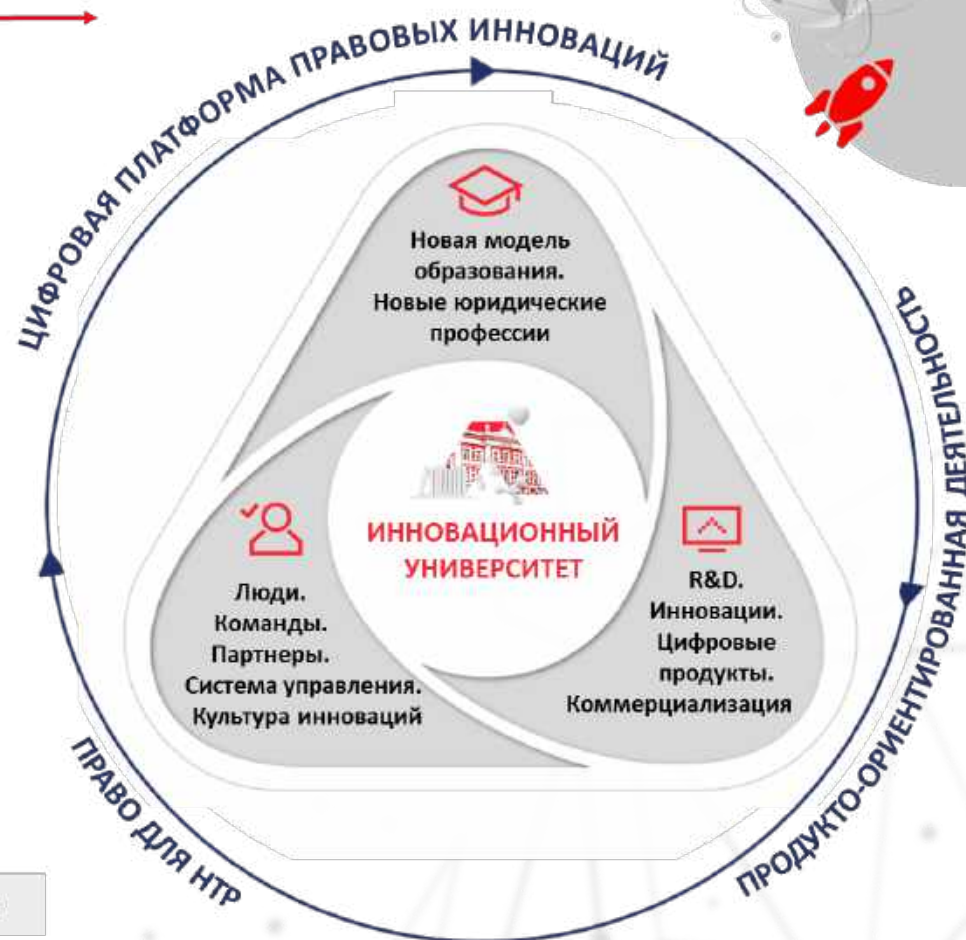 ЦИФРОВАЯ ПЛАТФОРМА ПРАВОВЫХ ИННОВАЦИЙ
Новая модель
образования.
Новые юридические
профессии
ИННОВАЦИОННЫЙ
УНИВЕРСИТЕТ
Люди.
Команды.
Партнеры.
Система управления.
Культура инноваций
R&D.
Инновации.
Цифровые
продукты.
Коммерциализация
ПРОДУКТО-ОРИЕНТИРОВАННАЯ ДЕЯТЕЛЬНОСТЬ
ПРАВО ДЛЯ НТР